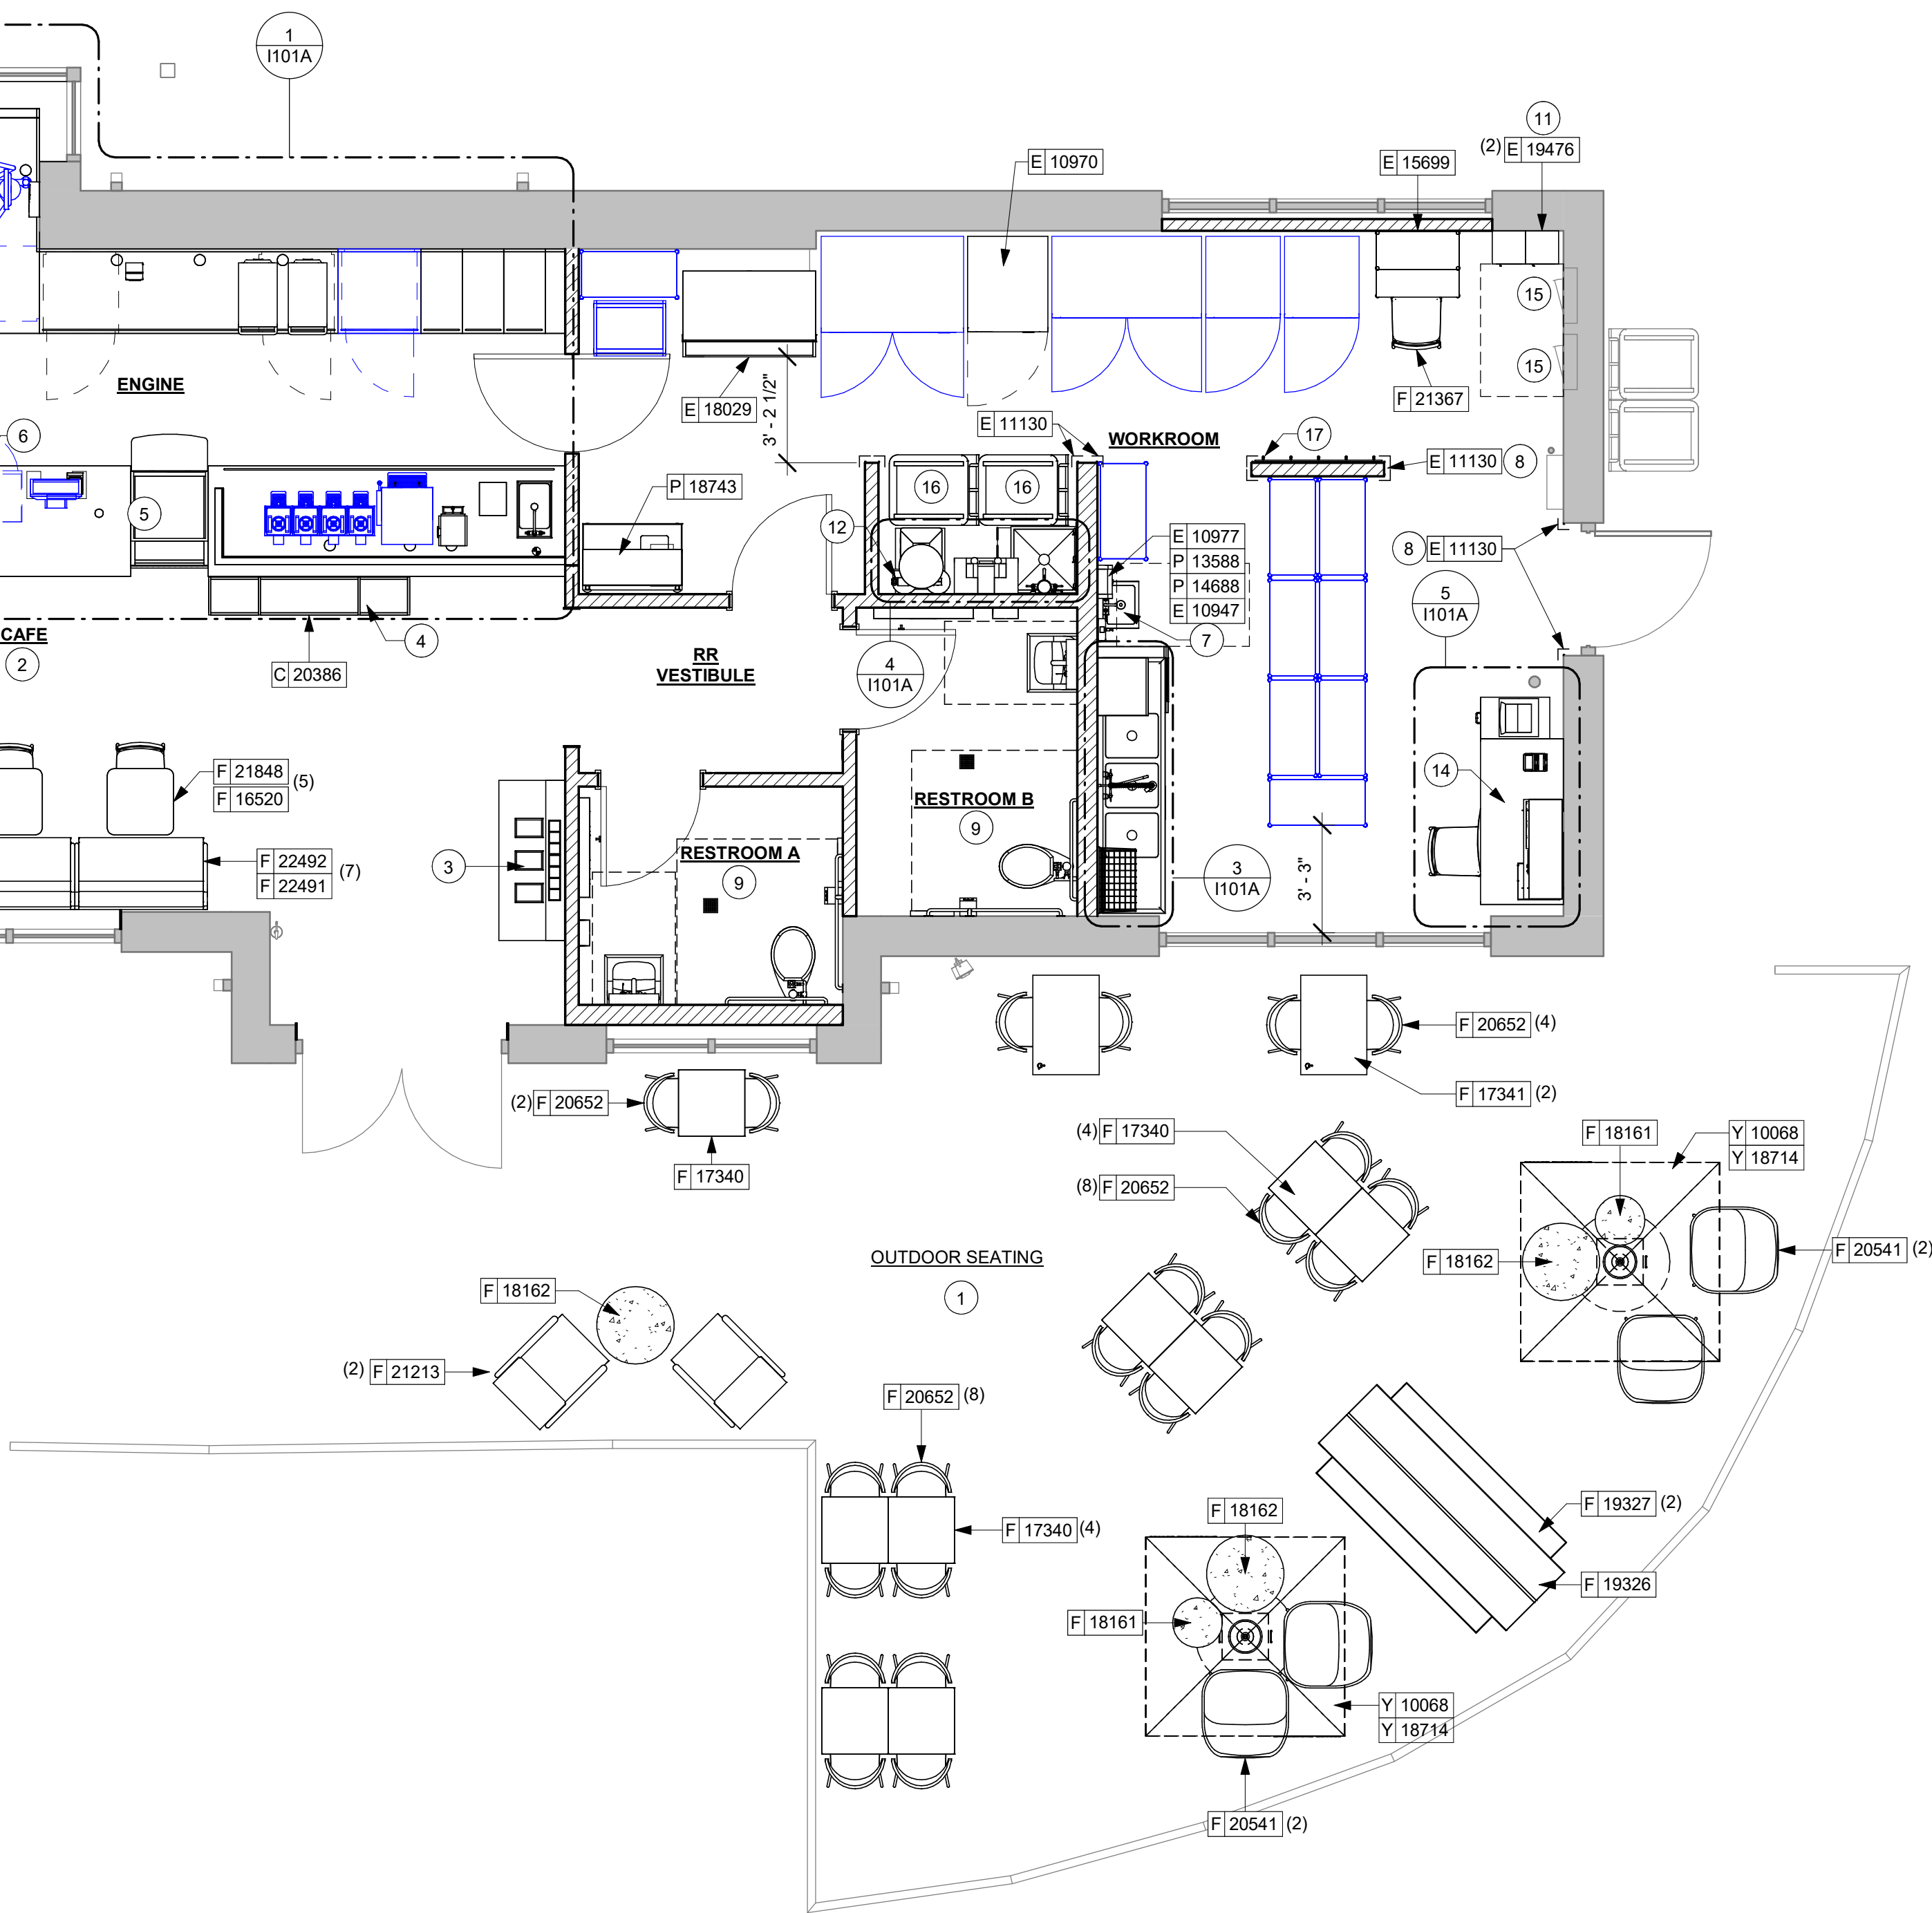 1
I101A
11
(2) E 19476
E 10970
E 15699
15
15
ENGINE
E 18029
3' - 2 1/2"
F 21367
E 11130
WORKROOM
17
E 11130 8
6
5
P 18743
16
16
12
E 10977
P 13588
P 14688
E 10947
7
8 E 11130
5
I101A
CAFE
2
4
C 20386
RR
VESTIBULE
4
I101A
F 21848 (5)
F 16520
14
RESTROOM B
9
F 22492 (7)
F 22491
3
RESTROOM A
9
3
I101A
3' - 3"
F 20652 (4)
F 17341 (2)
(2) F 20652
F 17340
(4) F 17340
(8) F 20652
F 18161
Y 10068
Y 18714
F 18162
F 20541 (2)
OUTDOOR SEATING
1
F 18162
(2) F 21213
F 20652 (8)
F 17340 (4)
F 18162
F 19327 (2)
F 19326
F 18161
Y 10068
Y 18714
F 20541 (2)